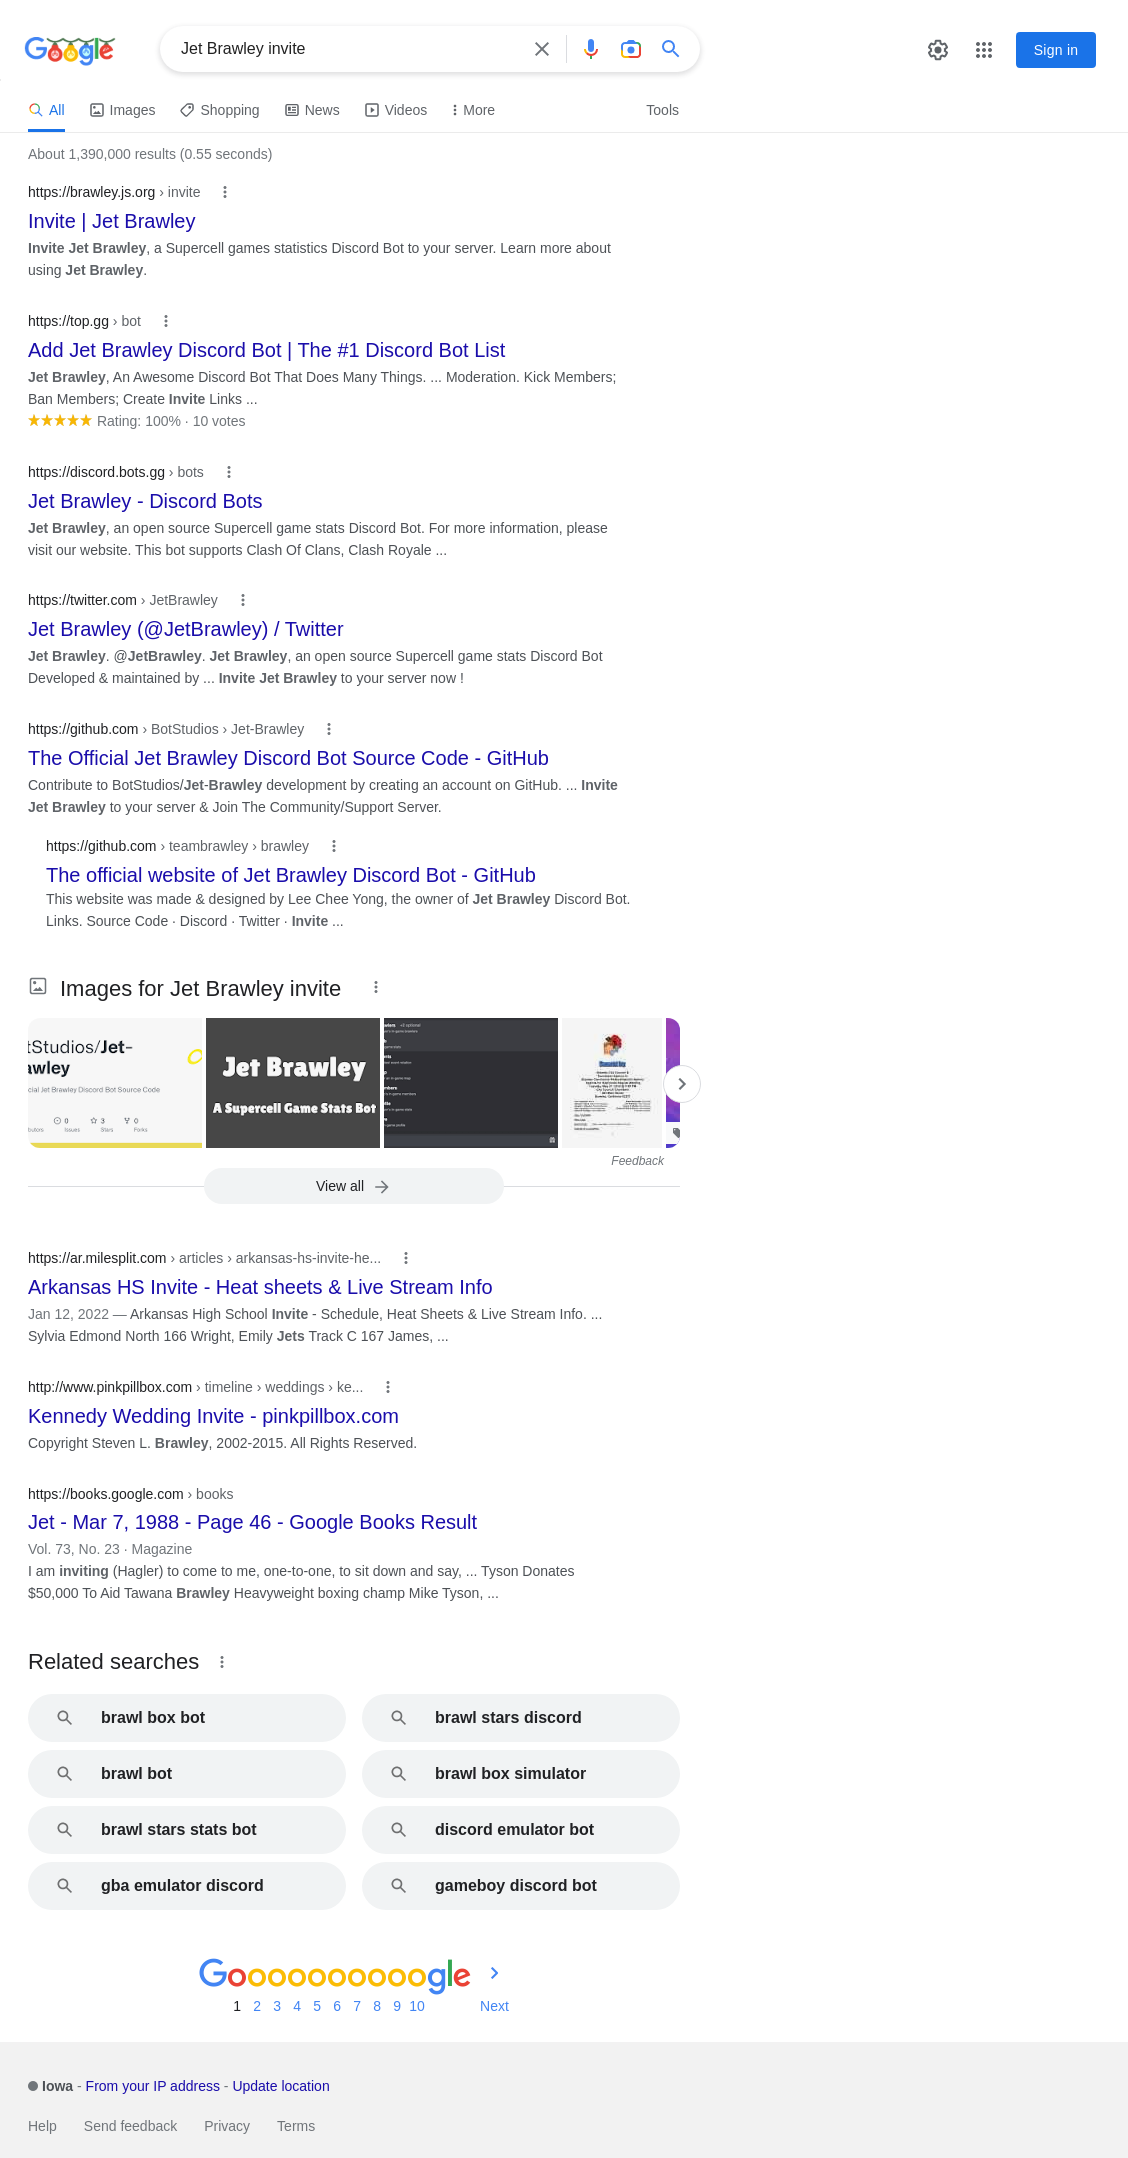 Google
Jet Brawley invite
Sign in
All
Images
Shopping
News
Videos
More
Tools
About 1,390,000 results (0.55 seconds)
https://brawley.js.org › invite
Invite | Jet Brawley
Invite Jet Brawley, a Supercell games statistics Discord Bot to your server. Learn more about
using Jet Brawley.
https://top.gg › bot
Add Jet Brawley Discord Bot | The #1 Discord Bot List
Jet Brawley, An Awesome Discord Bot That Does Many Things. ... Moderation. Kick Members;
Ban Members; Create Invite Links ...
Rating: 100% · 10 votes
https://discord.bots.gg › bots
Jet Brawley - Discord Bots
Jet Brawley, an open source Supercell game stats Discord Bot. For more information, please
visit our website. This bot supports Clash Of Clans, Clash Royale ...
https://twitter.com › JetBrawley
Jet Brawley (@JetBrawley) / Twitter
Jet Brawley. @JetBrawley. Jet Brawley, an open source Supercell game stats Discord Bot
Developed & maintained by ... Invite Jet Brawley to your server now !
https://github.com › BotStudios › Jet-Brawley
The Official Jet Brawley Discord Bot Source Code - GitHub
Contribute to BotStudios/Jet-Brawley development by creating an account on GitHub. ... Invite
Jet Brawley to your server & Join The Community/Support Server.
https://github.com › teambrawley › brawley
The official website of Jet Brawley Discord Bot - GitHub
This website was made & designed by Lee Chee Yong, the owner of Jet Brawley Discord Bot.
Links. Source Code · Discord · Twitter · Invite ...
Images for Jet Brawley invite
tStudios/Jet-
awley
cial Jet Brawley Discord Bot Source Code
0 3 0
Issues Stars Forks
Jet Brawley
A Supercell Game Stats Bot
Feedback
View all
https://ar.milesplit.com › articles › arkansas-hs-invite-he...
Arkansas HS Invite - Heat sheets & Live Stream Info
Jan 12, 2022 — Arkansas High School Invite - Schedule, Heat Sheets & Live Stream Info. ...
Sylvia Edmond North 166 Wright, Emily Jets Track C 167 James, ...
http://www.pinkpillbox.com › timeline › weddings › ke...
Kennedy Wedding Invite - pinkpillbox.com
Copyright Steven L. Brawley, 2002-2015. All Rights Reserved.
https://books.google.com › books
Jet - Mar 7, 1988 - Page 46 - Google Books Result
Vol. 73, No. 23 · Magazine
I am inviting (Hagler) to come to me, one-to-one, to sit down and say, ... Tyson Donates
$50,000 To Aid Tawana Brawley Heavyweight boxing champ Mike Tyson, ...
Related searches
brawl box bot
brawl stars discord
brawl bot
brawl box simulator
brawl stars stats bot
discord emulator bot
gba emulator discord
gameboy discord bot
Goooooooooogle
1 2 3 4 5 6 7 8 9 10 Next
Iowa - From your IP address - Update location
Help Send feedback Privacy Terms